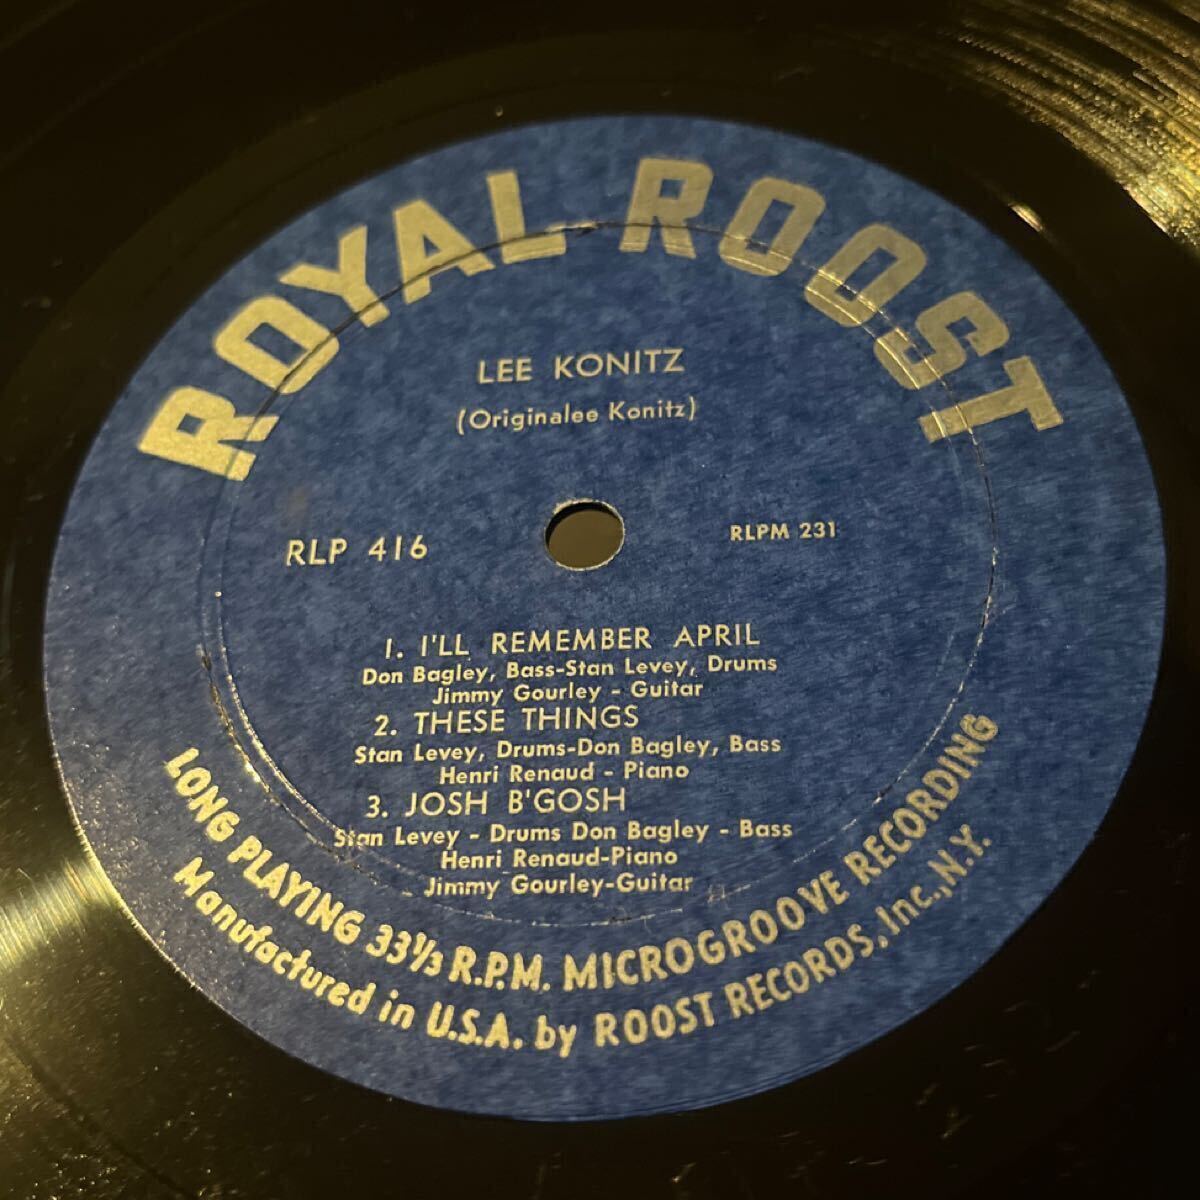 ROYAL ROOST
LEE KONITZ
(Originalee Konitz)
RLP 416
RLPM 231
1. I'LL REMEMBER APRIL
Don Bagley, Bass-Stan Levey, Drums
Jimmy Gourley - Guitar
2. THESE THINGS
Stan Levey, Drums-Don Bagley, Bass
Henri Renaud - Piano
3. JOSH B'GOSH
Stan Levey - Drums Don Bagley - Bass
Henri Renaud-Piano
Jimmy Gourley-Guitar
LONG PLAYING 33⅓ R.P.M. MICROGROOVE RECORDING
Manufactured in U.S.A. by ROOST RECORDS, Inc., N.Y.